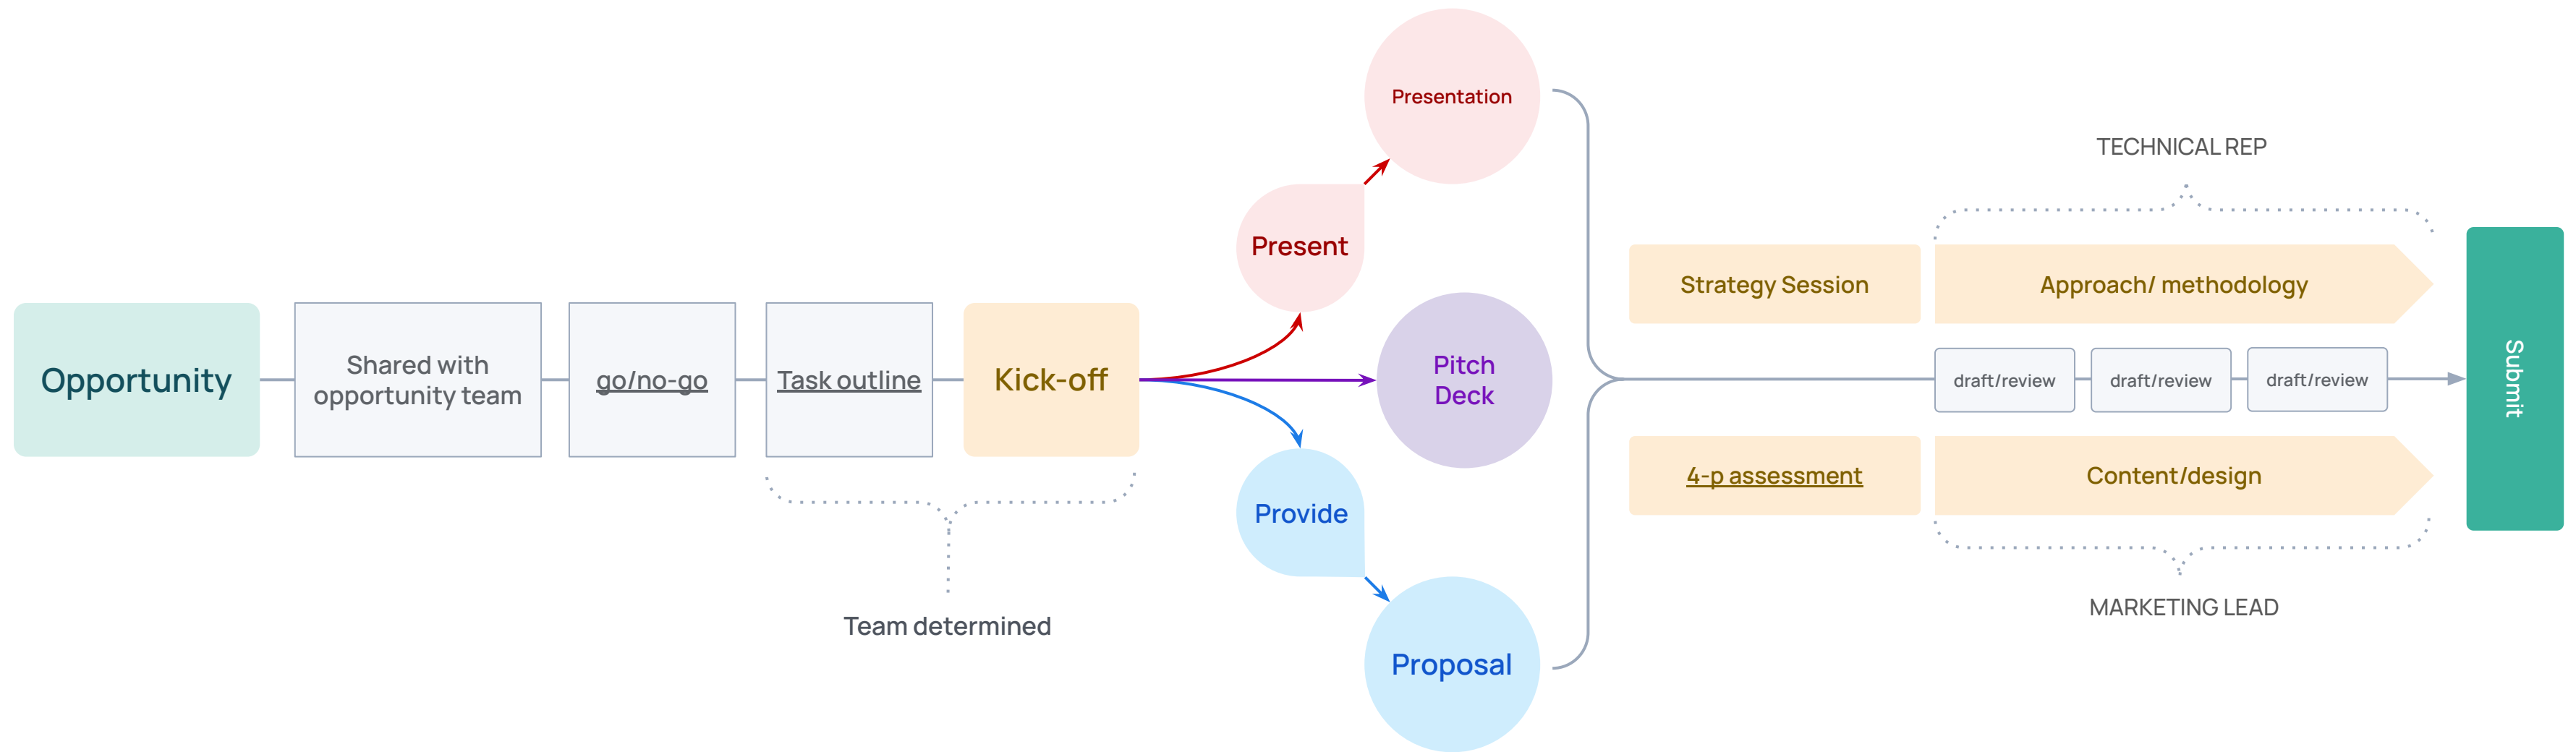 Opportunity
Shared with
opportunity team
go/no-go
Task outline
Kick-off
Team determined
Present
Presentation
Pitch
Deck
Provide
Proposal
TECHNICAL REP
Strategy Session
Approach/ methodology
draft/review
draft/review
draft/review
4-p assessment
Content/design
MARKETING LEAD
Submit